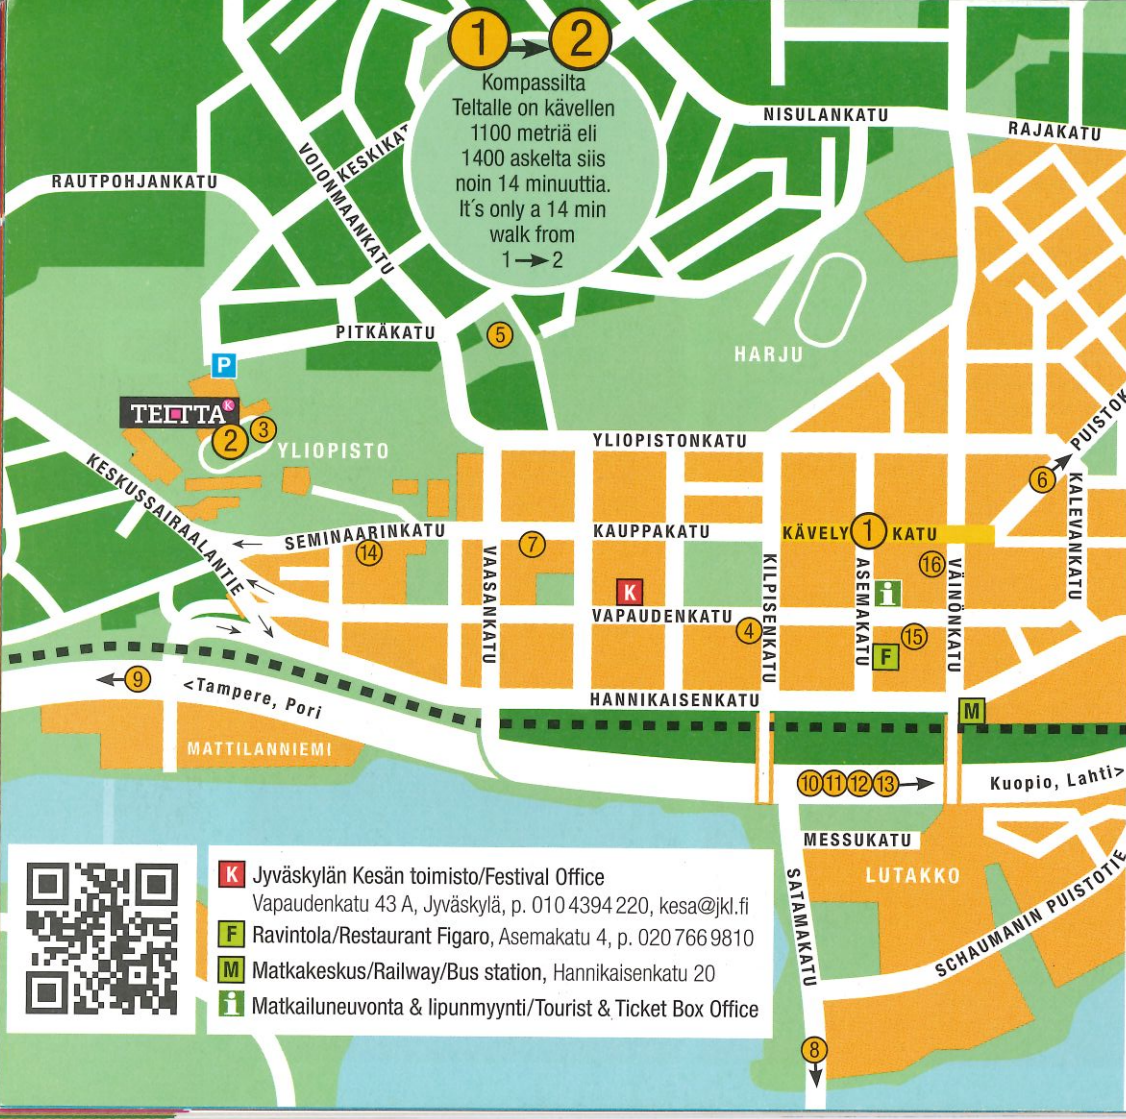 1 → 2
Kompassilta
Teltalle on kävellen
1100 metriä eli
1400 askelta siis
noin 14 minuuttia.
It´s only a 14 min
walk from
1→2
NISULANKATU
RAJAKATU
KESKIKAT
VOIONMAANKATU
RAUTPOHJANKATU
PITKÄKATU
5
HARJU
P
TELTTA K
2
3
YLIOPISTO
YLIOPISTONKATU
PUISTOK
6
KESKUSSAIRAALANTIE
SEMINAARINKATU
14
7
KAUPPAKATU
KÄVELY 1 KATU
KALEVANKATU
16
VAASANKATU
KILPISENKATU
ASEMAKATU
VÄINÖNKATU
K
i
VAPAUDENKATU
4
15
F
9
<Tampere, Pori
HANNIKAISENKATU
M
MATTILANNIEMI
10 11 12 13
Kuopio, Lahti>
MESSUKATU
LUTAKKO
SATAMAKATU
SCHAUMANIN PUISTOTIE
8
K Jyväskylän Kesän toimisto/Festival Office
Vapaudenkatu 43 A, Jyväskylä, p. 010 4394 220, kesa@jkl.fi
F Ravintola/Restaurant Figaro, Asemakatu 4, p. 020 766 9810
M Matkakeskus/Railway/Bus station, Hannikaisenkatu 20
i Matkailuneuvonta & lipunmyynti/Tourist & Ticket Box Office